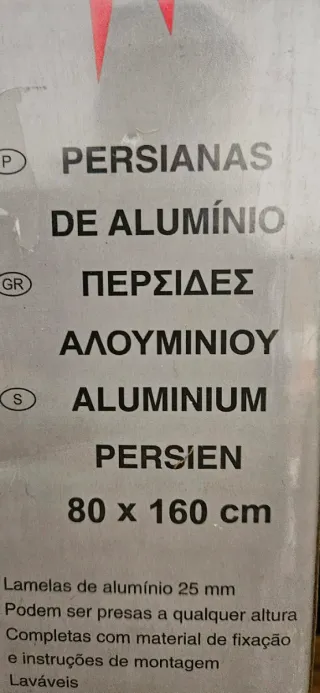 P PERSIANAS
DE ALUMÍNIO
GR ΠΕΡΣΙΔΕΣ
ΑΛΟΥΜΙΝΙΟΥ
S ALUMINIUM
PERSIEN
80 x 160 cm
Lamelas de alumínio 25 mm
Podem ser presas a qualquer altura
Completas com material de fixação
e instruções de montagem
Laváveis